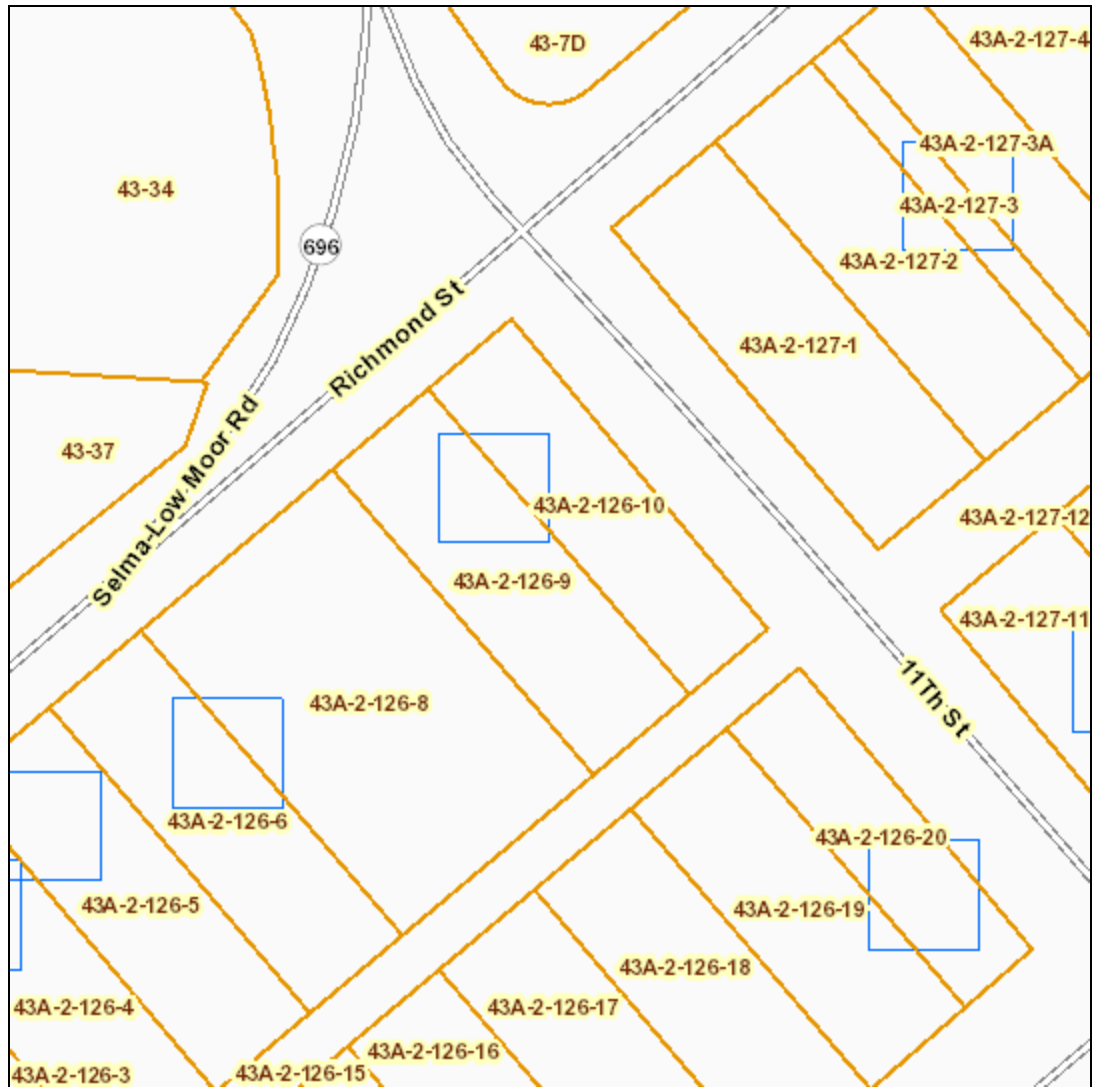 43-7D
43A-2-127-4
43A-2-127-3A
43-34
43A-2-127-3
696
43A-2-127-2
Richmond St
43A-2-127-1
43-37
Selma-Low Moor Rd
43A-2-126-10
43A-2-127-12
43A-2-126-9
43A-2-127-11
11Th St
43A-2-126-8
43A-2-126-6
43A-2-126-20
43A-2-126-5
43A-2-126-19
43A-2-126-18
43A-2-126-4
43A-2-126-17
43A-2-126-16
43A-2-126-15
43A-2-126-3